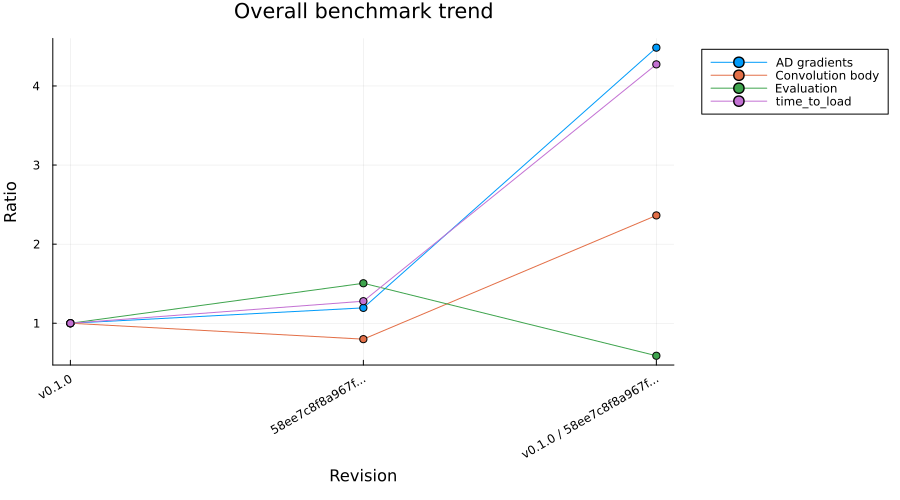 Overall benchmark trend
AD gradients
Convolution body
Evaluation
time_to_load
4
3
2
1
Ratio
v0.1.0
58ee7c8f8a967f...
v0.1.0 / 58ee7c8f8a967f...
Revision